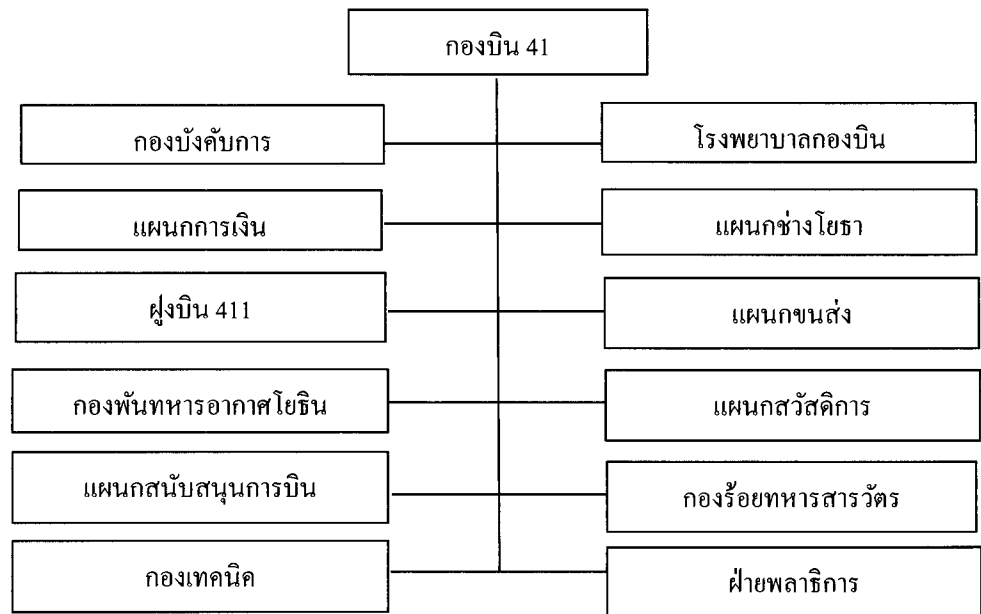 กองบิน 41
กองบังคับการ
โรงพยาบาลกองบิน
แผนกการเงิน
แผนกช่างโยธา
ฝูงบิน 411
แผนกขนส่ง
กองพันทหารอากาศโยธิน
แผนกสวัสดิการ
แผนกสนับสนุนการบิน
กองร้อยทหารสารวัตร
กองเทคนิค
ฝ่ายพลาธิการ